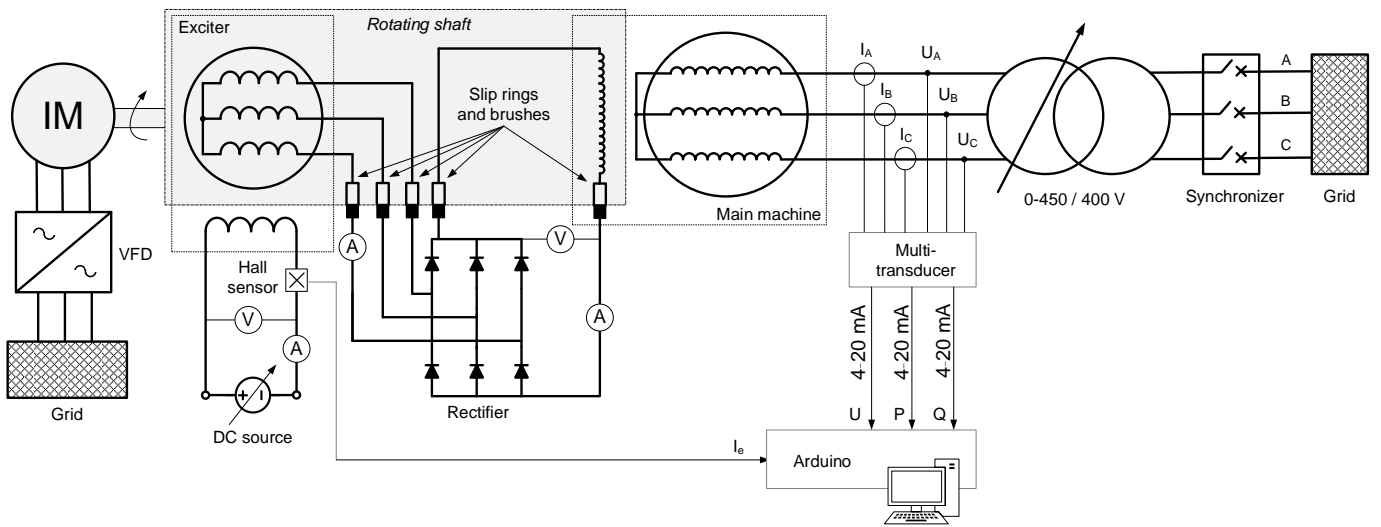 Exciter
Rotating shaft
IM
Slip rings
and brushes
I_A
U_A
I_B
U_B
I_C
U_C
A
B
C
0-450 / 400 V
Synchronizer
Grid
Main machine
VFD
Hall
sensor
A
V
Multi-
transducer
V
A
A
4-20 mA
4-20 mA
4-20 mA
Grid
DC source
Rectifier
U
P
Q
I_e
Arduino